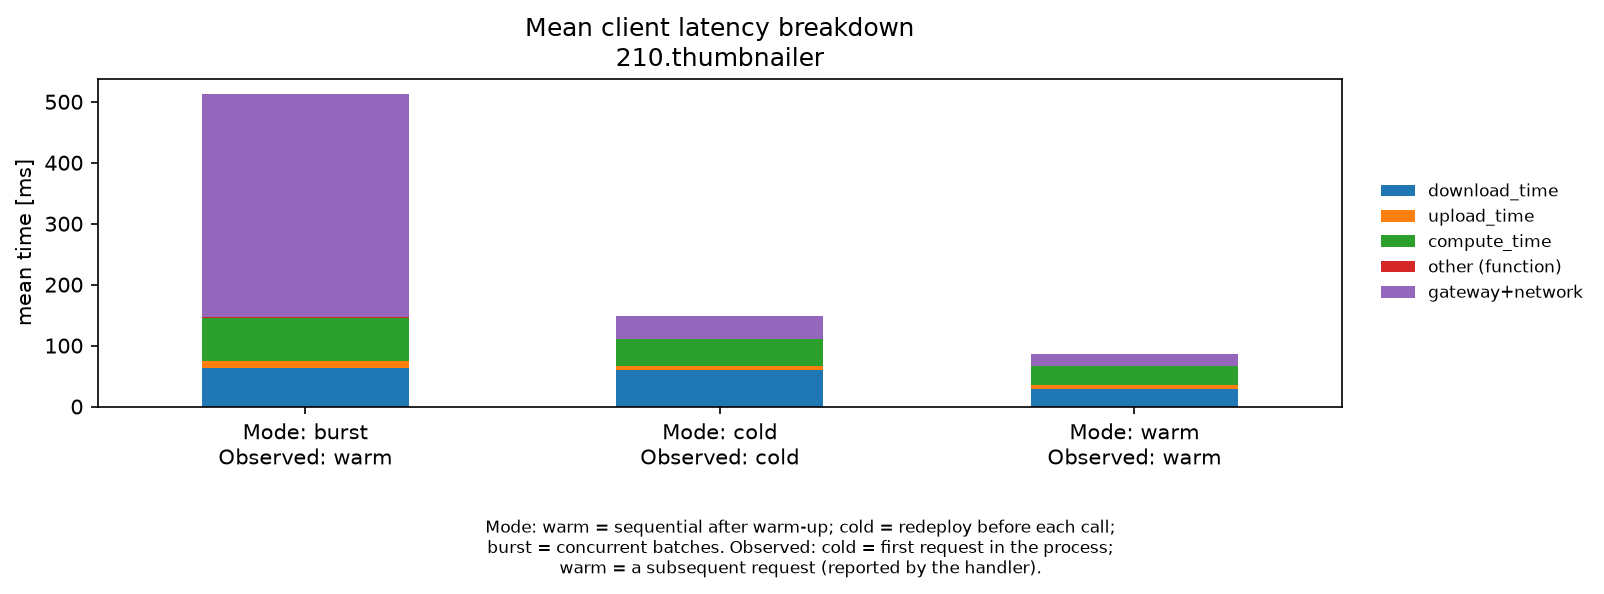 Mean client latency breakdown
210.thumbnailer
mean time [ms]
500
400
300
200
100
0
Mode: burst
Observed: warm
Mode: cold
Observed: cold
Mode: warm
Observed: warm
download_time
upload_time
compute_time
other (function)
gateway+network
Mode: warm = sequential after warm-up; cold = redeploy before each call;
burst = concurrent batches. Observed: cold = first request in the process;
warm = a subsequent request (reported by the handler).